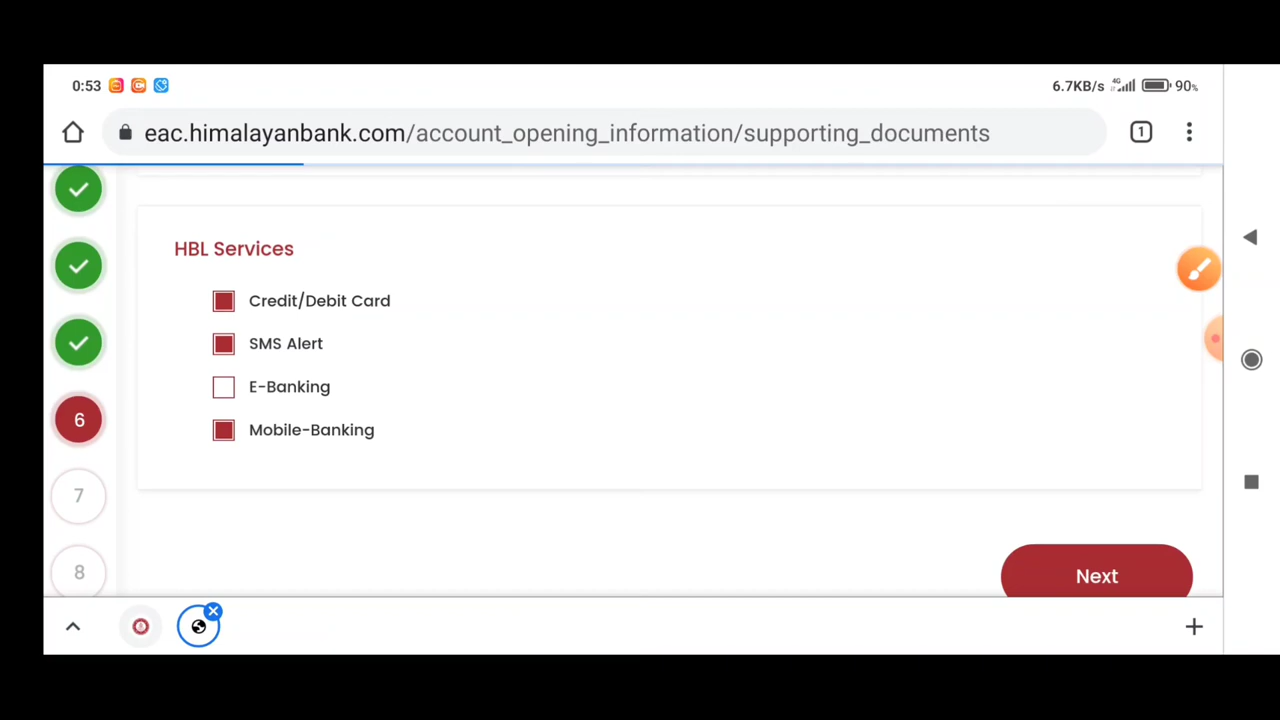 0:53
6.7KB/s 4G 90%
eac.himalayanbank.com/account_opening_information/supporting_documents
1
HBL Services
Credit/Debit Card
SMS Alert
E-Banking
Mobile-Banking
6
7
8
Next